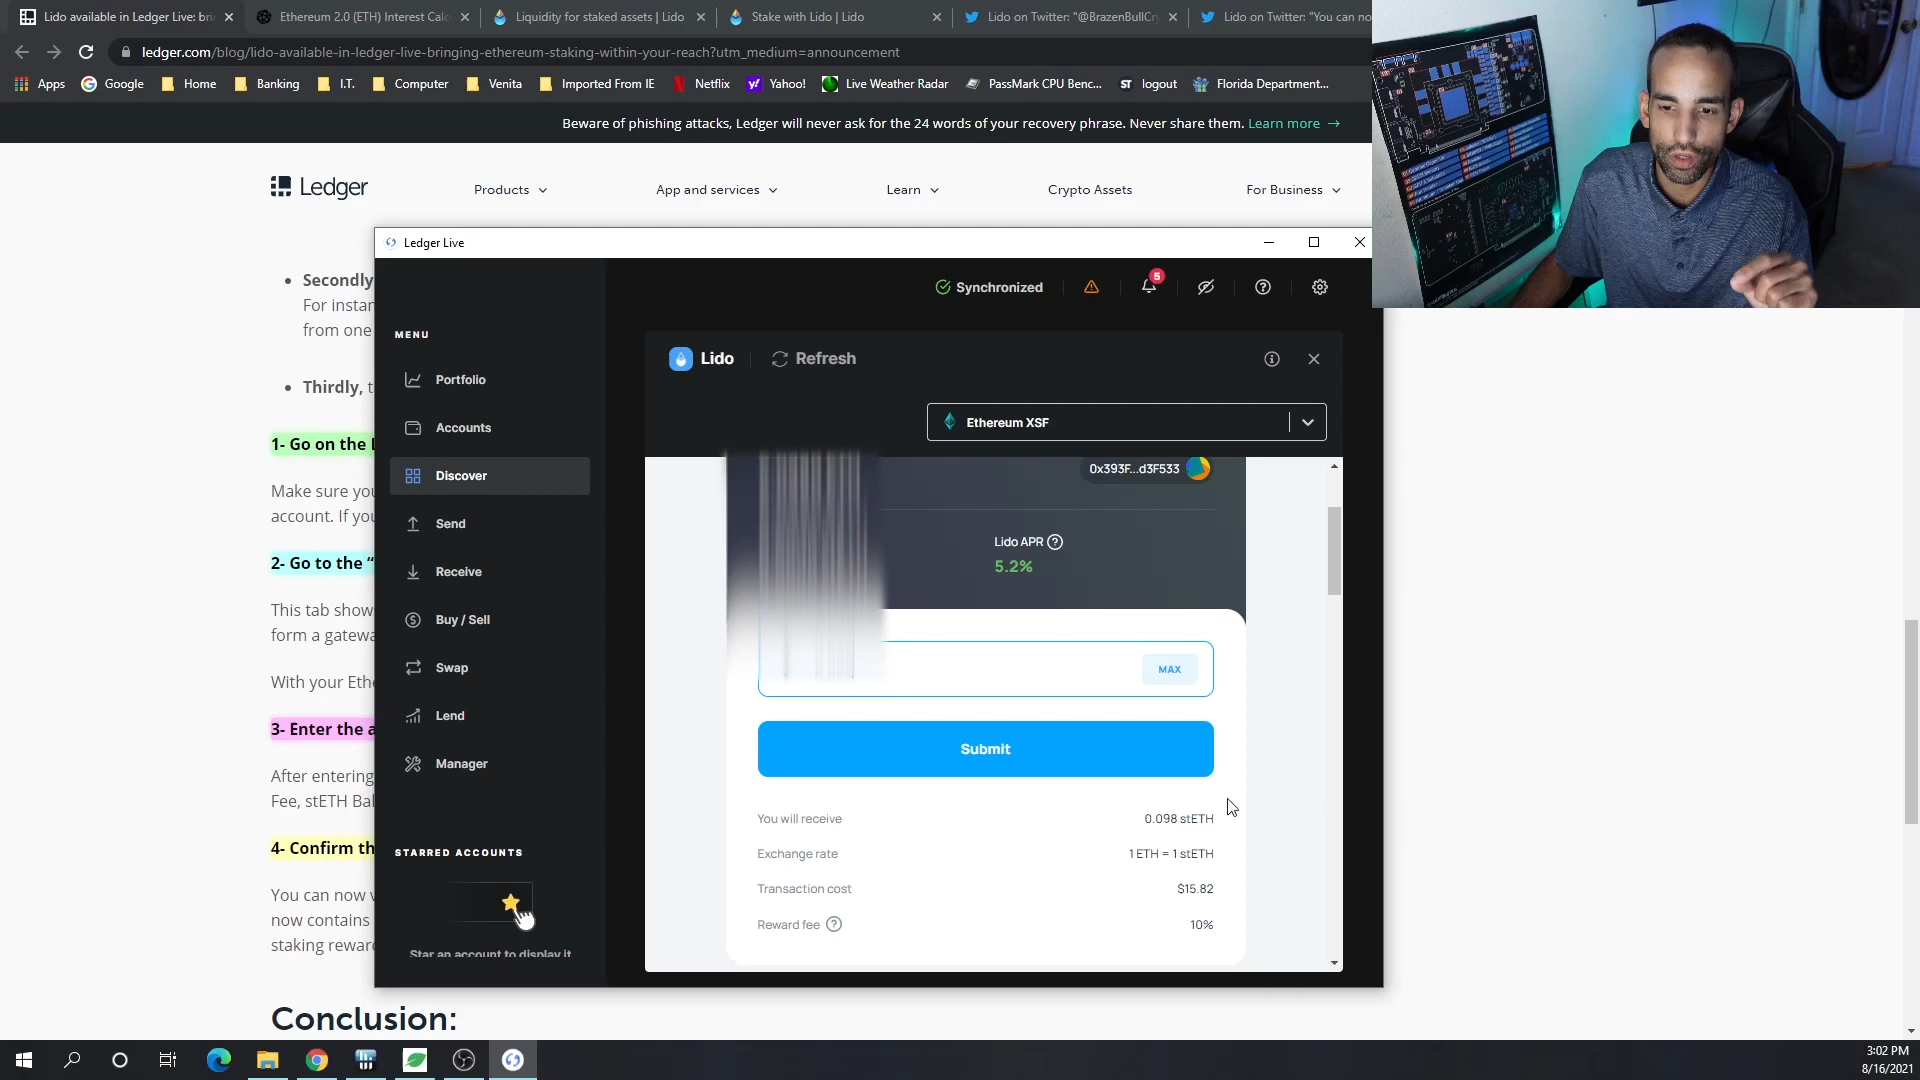 Lido available in Ledger Live: bri
Ethereum 2.0 (ETH) Interest Calc
Liquidity for staked assets | Lido
Stake with Lido | Lido
Lido on Twitter: "@BrazenBullCry
Lido on Twitter: "You can no
ledger.com/blog/lido-available-in-ledger-live-bringing-ethereum-staking-within-your-reach?utm_medium=announcement
Apps
Google
Home
Banking
I.T.
Computer
Venita
Imported From IE
Netflix
Yahoo!
Live Weather Radar
PassMark CPU Benc...
ST
logout
Florida Department...
Beware of phishing attacks, Ledger will never ask for the 24 words of your recovery phrase. Never share them. Learn more →
Ledger
Products
App and services
Learn
Crypto Assets
For Business
Secondly
For instan
from one
Thirdly, t
1- Go on the
Make sure you
account. If you
2- Go to the “
This tab shows
form a gatewa
With your Ethe
3- Enter the a
After entering
Fee, stETH Bal
4- Confirm th
You can now v
now contains
staking reward
Conclusion:
Ledger Live
Synchronized
5
MENU
Portfolio
Accounts
Discover
Send
Receive
Buy / Sell
Swap
Lend
Manager
STARRED ACCOUNTS
Star an account to display it
Lido
Refresh
Ethereum XSF
0x393F...d3F533
Lido APR
5.2%
MAX
Submit
You will receive
0.098 stETH
Exchange rate
1 ETH = 1 stETH
Transaction cost
$15.82
Reward fee
10%
3:02 PM
8/16/2021